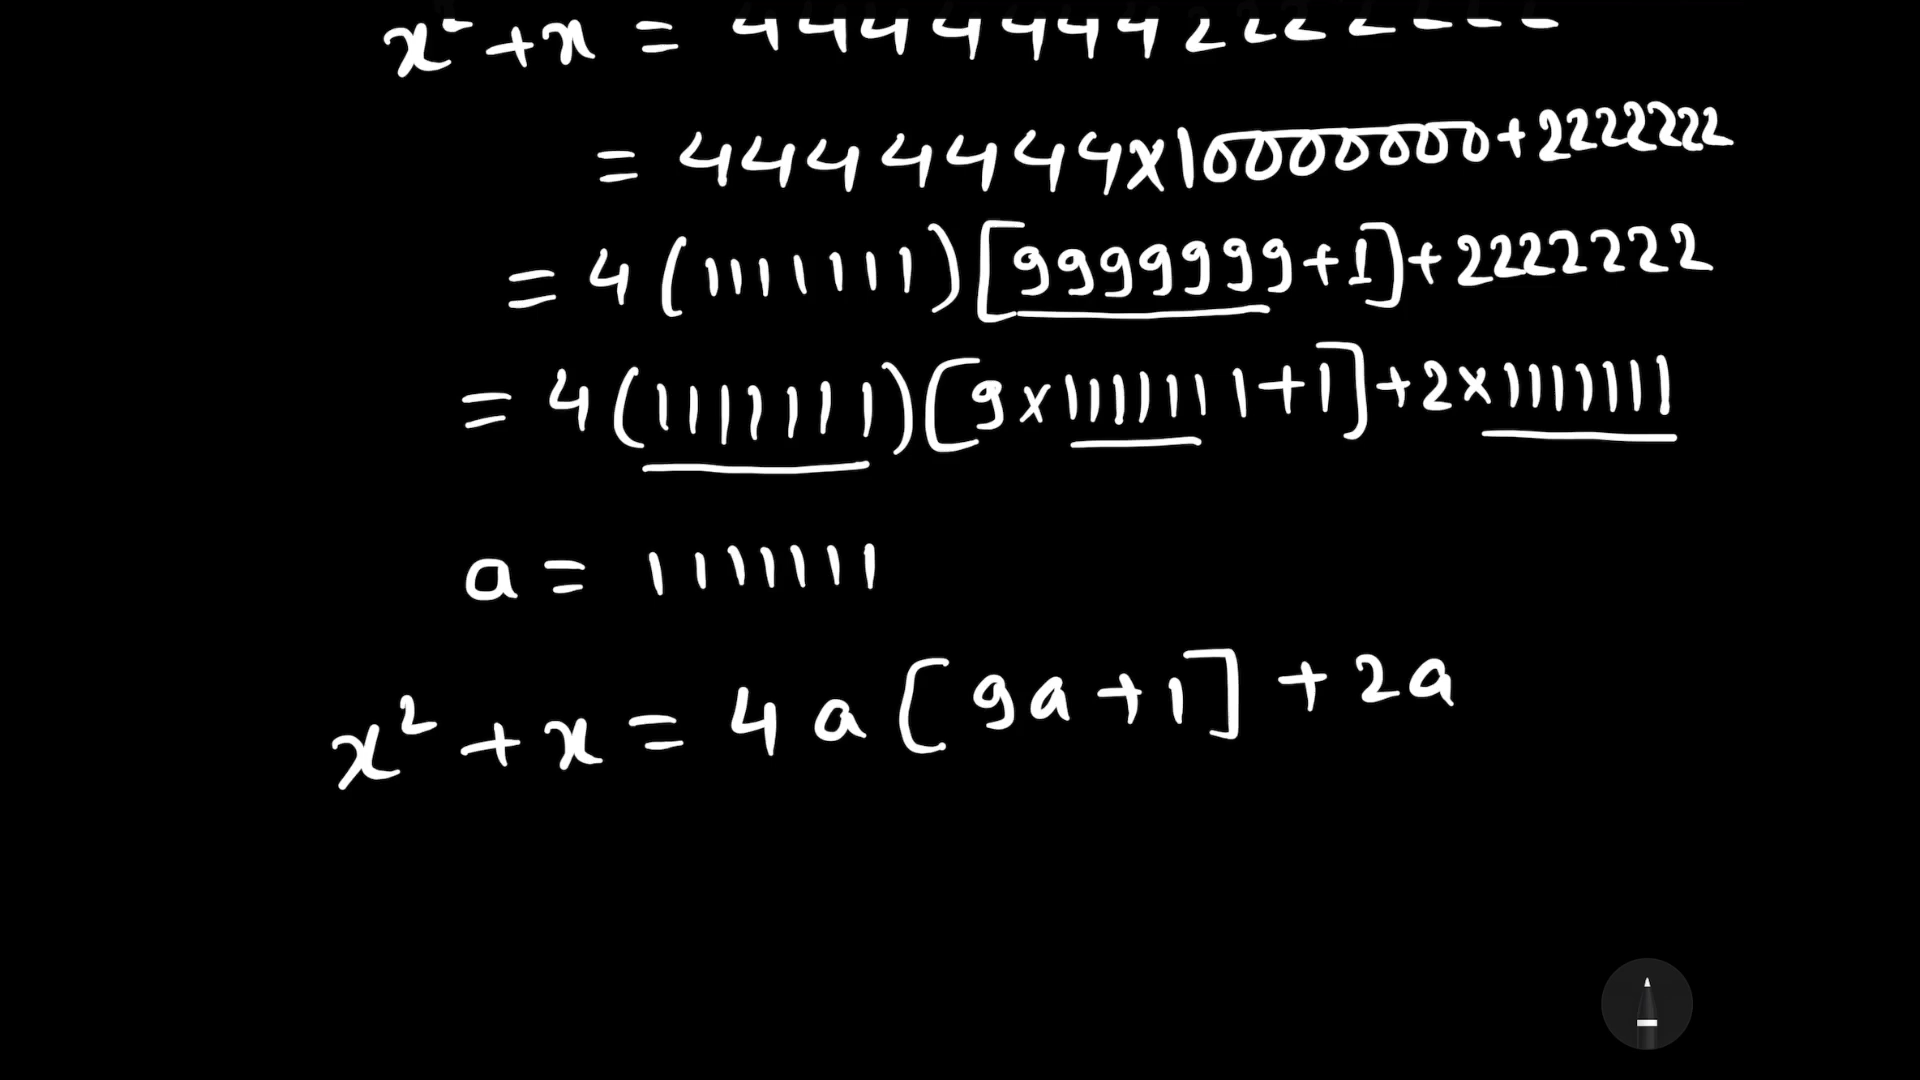 x²+x = 44444442222222
= 4444444×10000000+2222222
= 4(1111111)[9999999+1]+2222222
= 4(1111111)[9×1111111+1]+2×1111111
a = 1111111
x²+x = 4a[9a+1]+2a